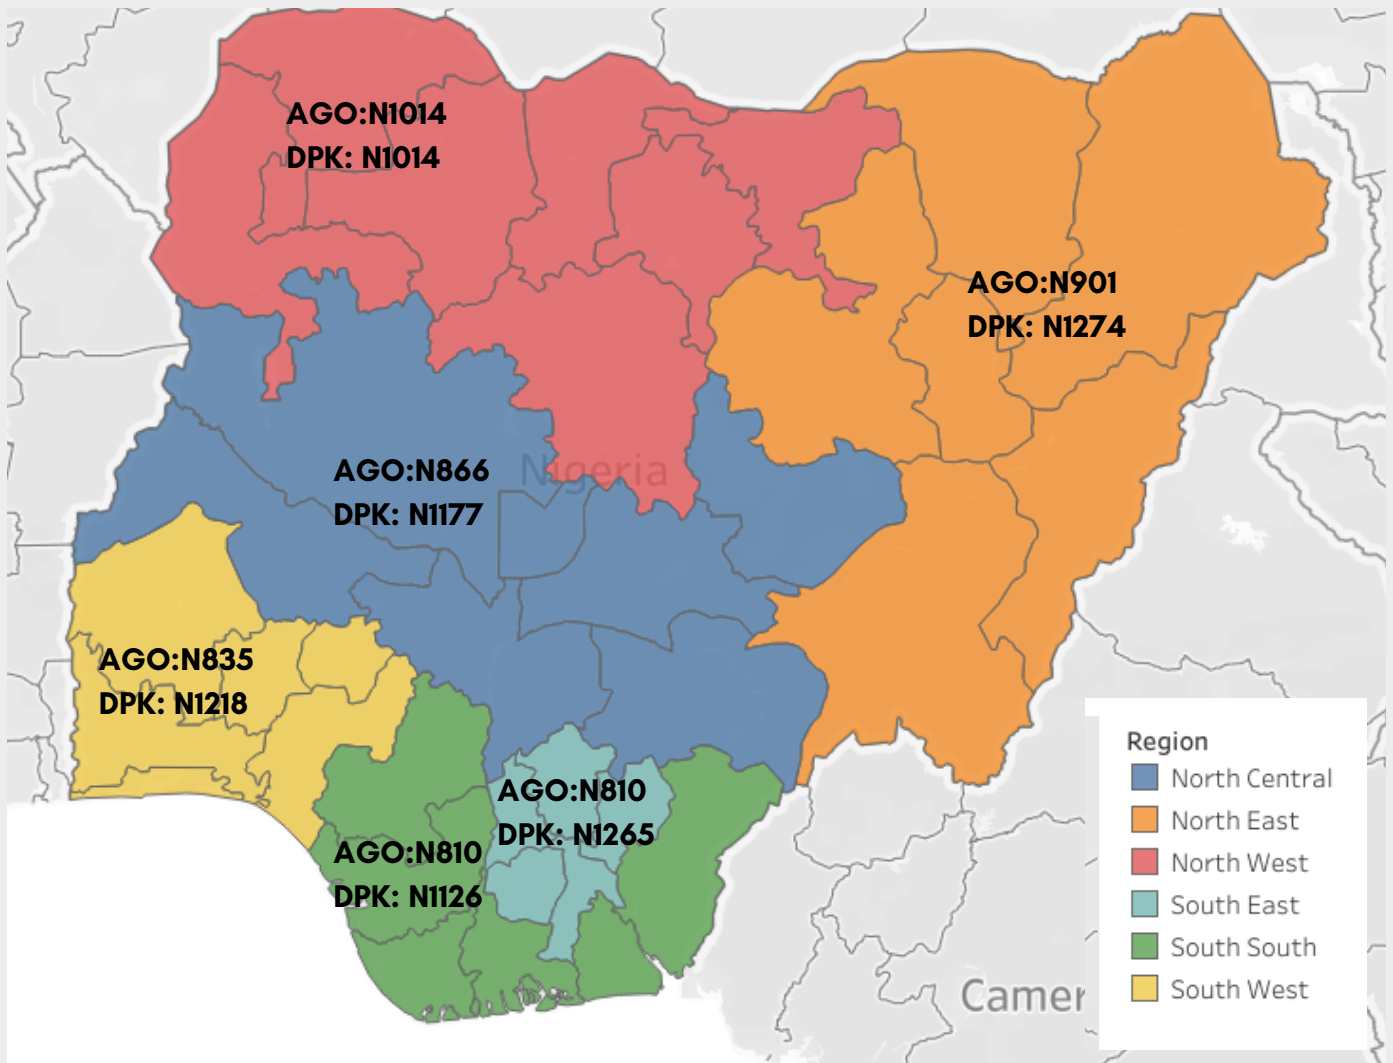 AGO:N1014
DPK: N1014
AGO:N901
DPK: N1274
Nigeria
AGO:N866
DPK: N1177
AGO:N835
DPK: N1218
AGO:N810
DPK: N1265
AGO:N810
DPK: N1126
Region
North Central
North East
North West
South East
South South
South West
Camer